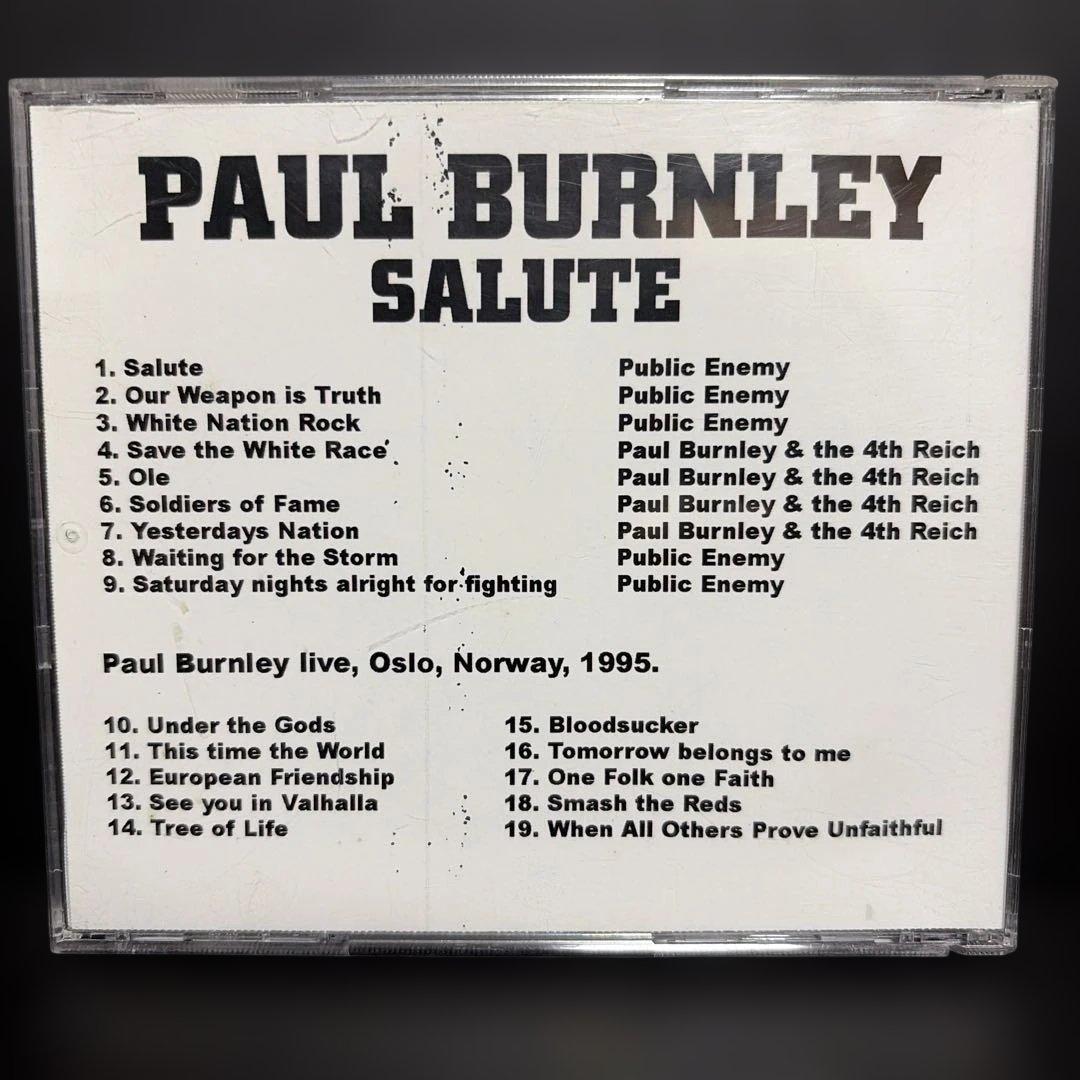 PAUL BURNLEY
SALUTE
1. Salute Public Enemy
2. Our Weapon is Truth Public Enemy
3. White Nation Rock Public Enemy
4. Save the White Race Paul Burnley & the 4th Reich
5. Ole Paul Burnley & the 4th Reich
6. Soldiers of Fame Paul Burnley & the 4th Reich
7. Yesterdays Nation Paul Burnley & the 4th Reich
8. Waiting for the Storm Public Enemy
9. Saturday nights alright for fighting Public Enemy
Paul Burnley live, Oslo, Norway, 1995.
10. Under the Gods
11. This time the World
12. European Friendship
13. See you in Valhalla
14. Tree of Life
15. Bloodsucker
16. Tomorrow belongs to me
17. One Folk one Faith
18. Smash the Reds
19. When All Others Prove Unfaithful